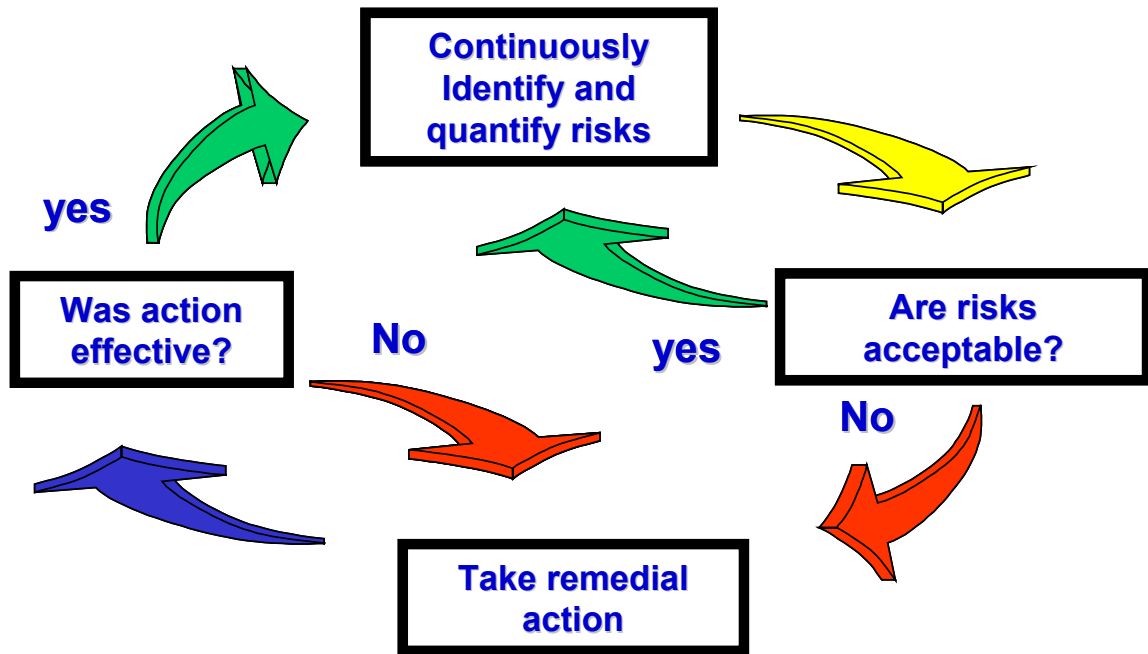 Continuously
Identify and
quantify risks
yes
Was action
effective?
No
yes
Are risks
acceptable?
No
Take remedial
action